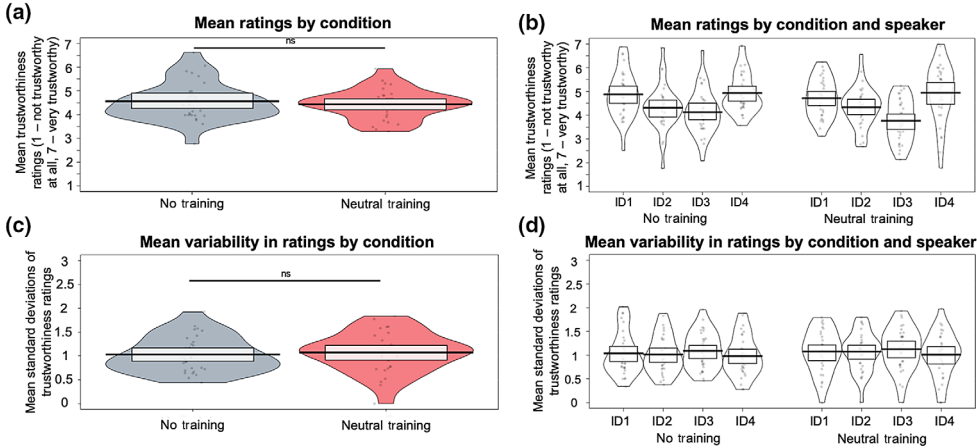 (a)
Mean ratings by condition
Mean trustworthiness
ratings (1 – not trustworthy
at all, 7 – very trustworthy)
7
6
5
4
3
2
1
ns
No training
Neutral training
(b)
Mean ratings by condition and speaker
Mean trustworthiness
ratings (1 – not trustworthy
at all, 7 – very trustworthy)
7
6
5
4
3
2
1
ID1 ID2 ID3 ID4 ID1 ID2 ID3 ID4
No training
Neutral training
(c)
Mean variability in ratings by condition
Mean standard deviations of
trustworthiness ratings
3
2.5
2
1.5
1
0.5
0
ns
No training
Neutral training
(d)
Mean variability in ratings by condition and speaker
Mean standard deviations of
trustworthiness ratings
3
2.5
2
1.5
1
0.5
0
ID1 ID2 ID3 ID4 ID1 ID2 ID3 ID4
No training
Neutral training